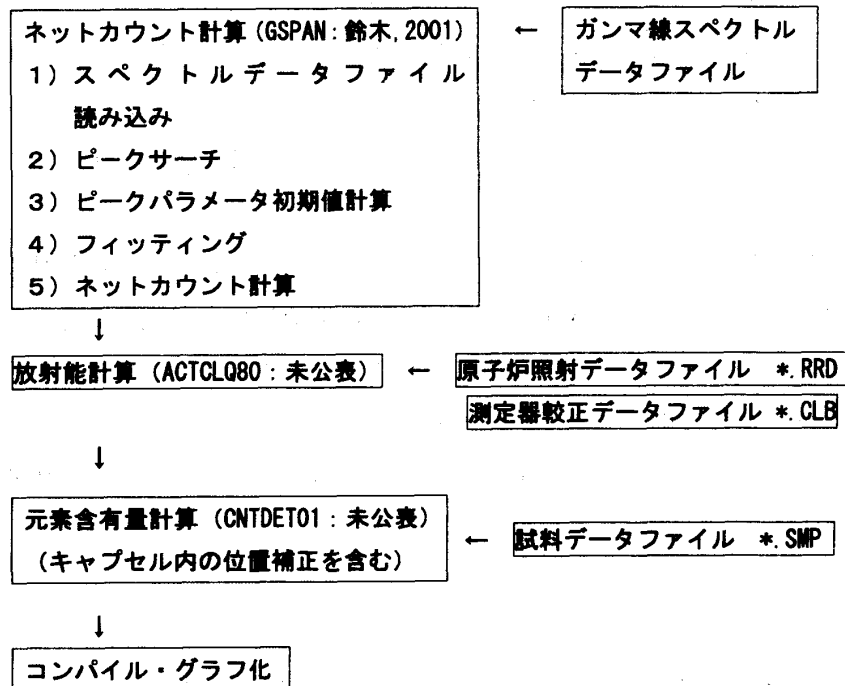 ネットカウント計算(GSPAN:鈴木,2001) ← ガンマ線スペクトル
データファイル
1)スペクトルデータファイル
読み込み
2)ピークサーチ
3)ピークパラメータ初期値計算
4)フィッティング
5)ネットカウント計算
↓
放射能計算(ACTCLQ80:未公表) ← 原子炉照射データファイル *.RRD
測定器較正データファイル *.CLB
↓
元素含有量計算(CNTDET01:未公表)
(キャプセル内の位置補正を含む) ← 試料データファイル *.SMP
↓
コンパイル・グラフ化